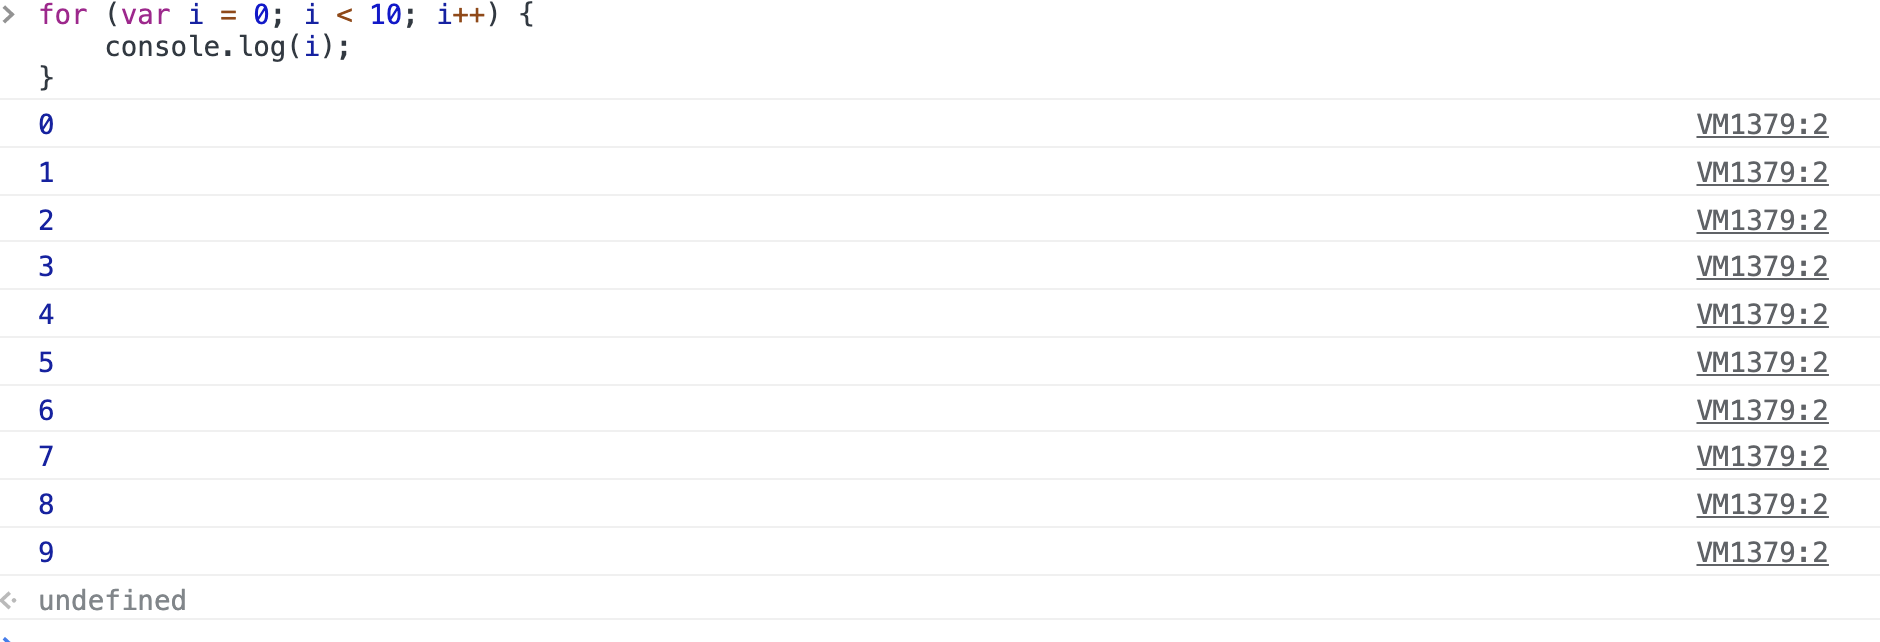 > for (var i = 0; i < 10; i++) {
    console.log(i);
}
0 VM1379:2
1 VM1379:2
2 VM1379:2
3 VM1379:2
4 VM1379:2
5 VM1379:2
6 VM1379:2
7 VM1379:2
8 VM1379:2
9 VM1379:2
undefined